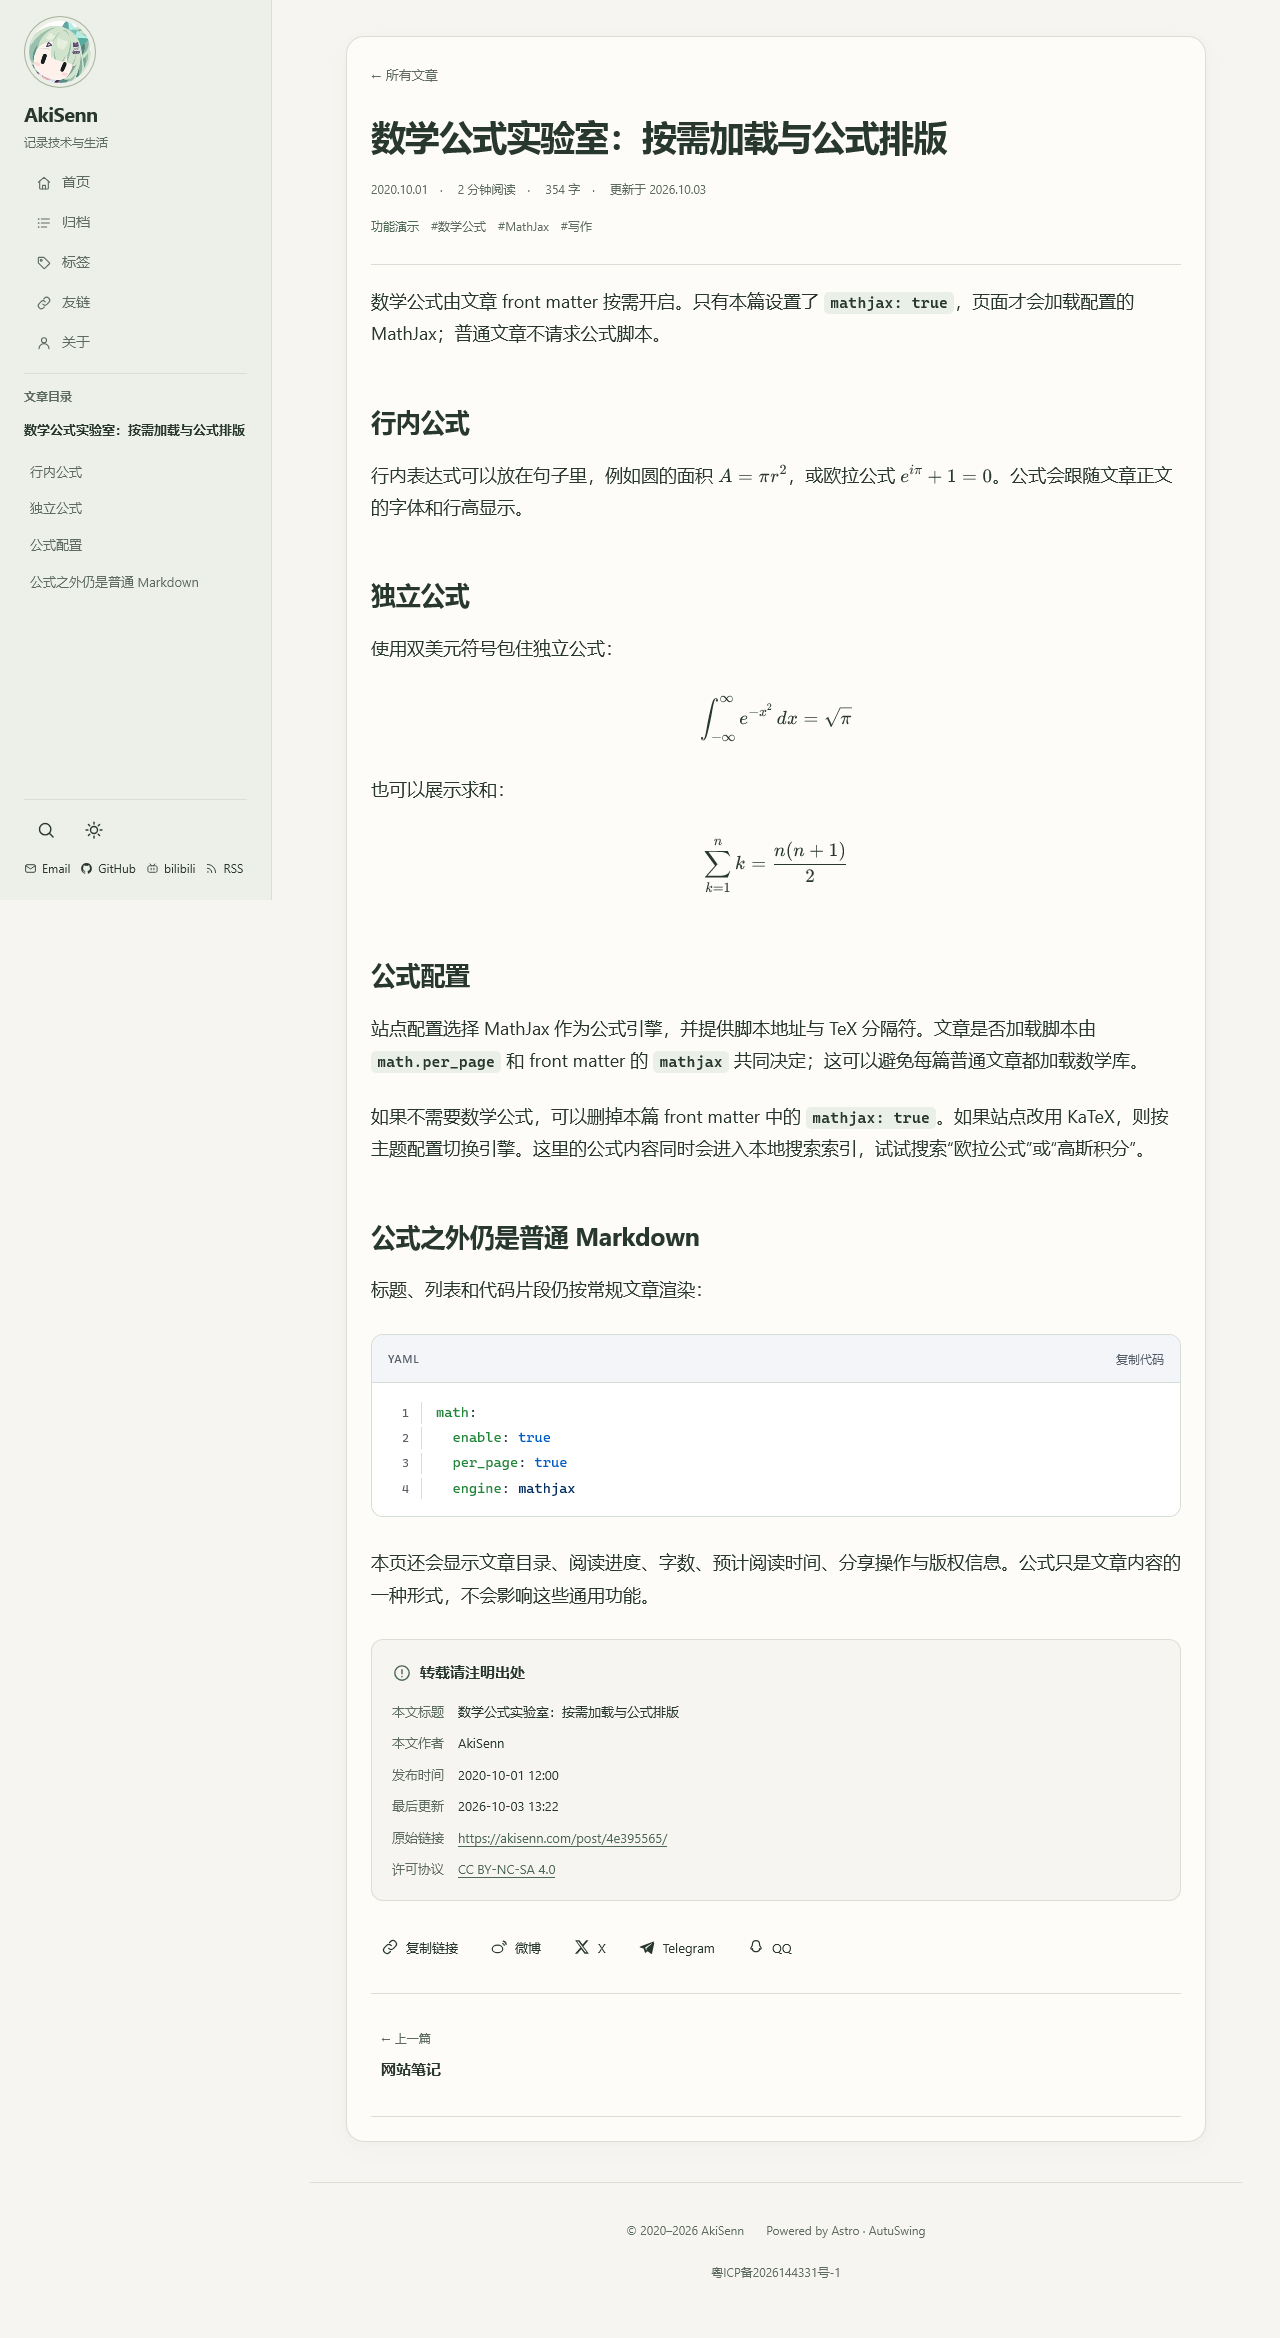 AkiSenn
记录技术与生活
首页
归档
标签
友链
关于
文章目录
数学公式实验室：按需加载与公式排版
行内公式
独立公式
公式配置
公式之外仍是普通 Markdown
Email GitHub bilibili RSS
← 所有文章
数学公式实验室：按需加载与公式排版
2020.10.01 · 2 分钟阅读 · 354 字 · 更新于 2026.10.03
功能演示 #数学公式 #MathJax #写作
数学公式由文章 front matter 按需开启。只有本篇设置了 mathjax: true，页面才会加载配置的
MathJax；普通文章不请求公式脚本。
行内公式
行内表达式可以放在句子里，例如圆的面积 $A = \pi r^2$，或欧拉公式 $e^{i\pi} + 1 = 0$。公式会跟随文章正文
的字体和行高显示。
独立公式
使用双美元符号包住独立公式：
$\int_{-\infty}^{\infty} e^{-x^2} \, dx = \sqrt{\pi}$
也可以展示求和：
$\sum_{k=1}^{n} k = \frac{n(n+1)}{2}$
公式配置
站点配置选择 MathJax 作为公式引擎，并提供脚本地址与 TeX 分隔符。文章是否加载脚本由
math.per_page 和 front matter 的 mathjax 共同决定；这可以避免每篇普通文章都加载数学库。
如果不需要数学公式，可以删掉本篇 front matter 中的 mathjax: true。如果站点改用 KaTeX，则按
主题配置切换引擎。这里的公式内容同时会进入本地搜索索引，试试搜索“欧拉公式”或“高斯积分”。
公式之外仍是普通 Markdown
标题、列表和代码片段仍按常规文章渲染：
YAML 复制代码
1 math:
2   enable: true
3   per_page: true
4   engine: mathjax
本页还会显示文章目录、阅读进度、字数、预计阅读时间、分享操作与版权信息。公式只是文章内容的
一种形式，不会影响这些通用功能。
转载请注明出处
本文标题 数学公式实验室：按需加载与公式排版
本文作者 AkiSenn
发布时间 2020-10-01 12:00
最后更新 2026-10-03 13:22
原始链接 https://akisenn.com/post/4e395565/
许可协议 CC BY-NC-SA 4.0
复制链接 微博 X Telegram QQ
← 上一篇
网站笔记
© 2020–2026 AkiSenn Powered by Astro · AutuSwing
粤ICP备2026144331号-1